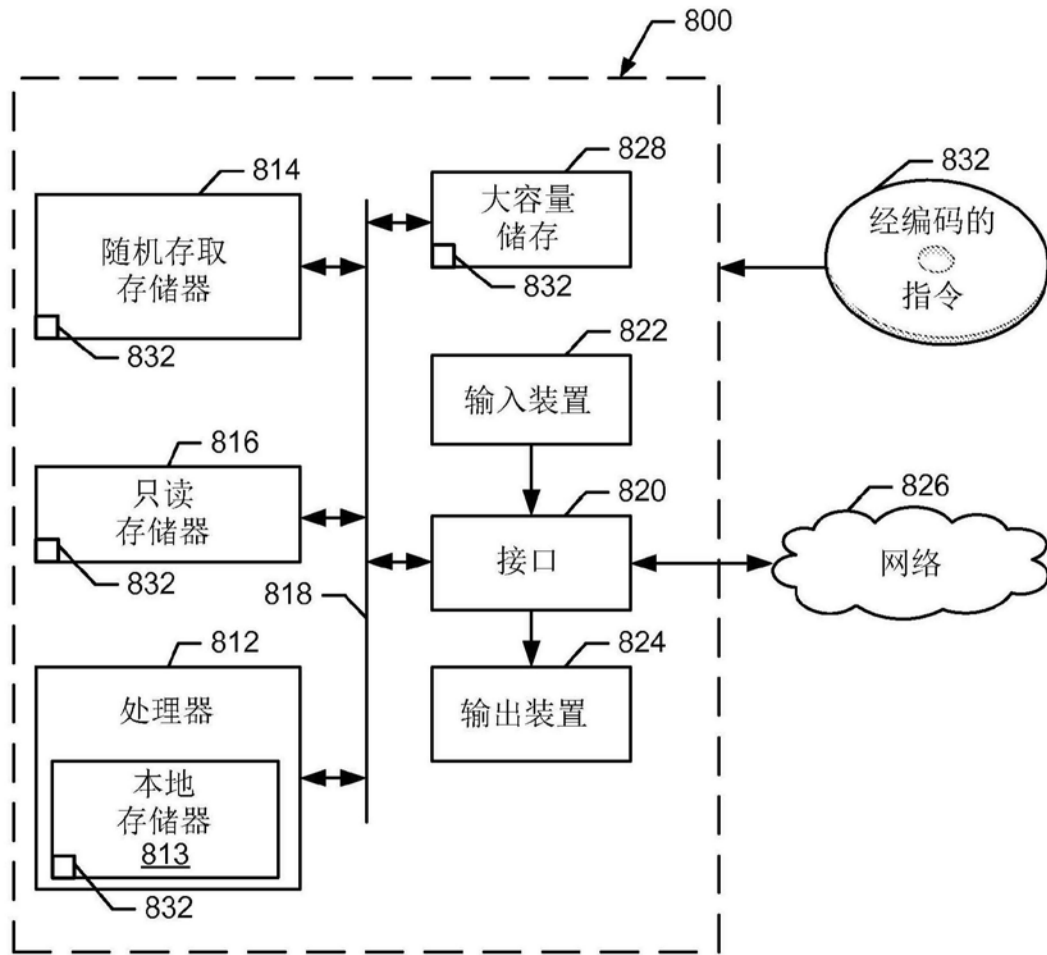 800
814
随机存取
存储器
832
828
大容量
储存
832
832
经编码的
指令
822
输入装置
816
只读
存储器
832
820
接口
826
网络
818
812
处理器
本地
存储器
813
832
824
输出装置